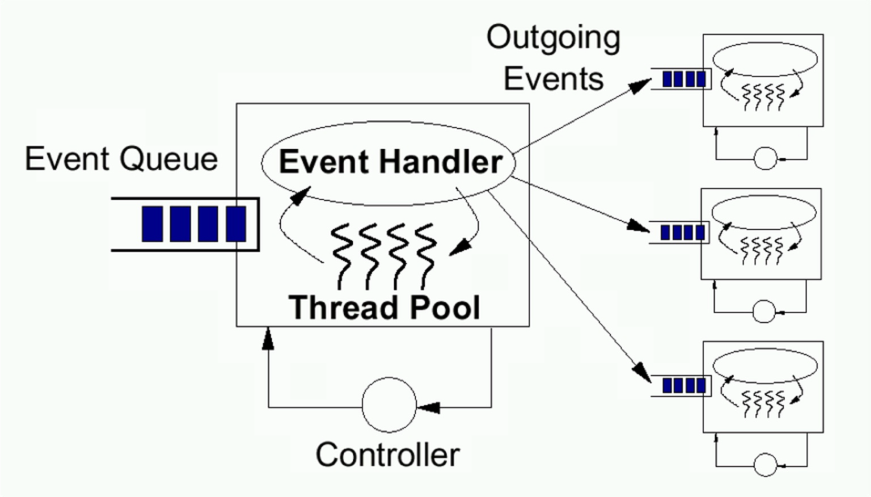 Outgoing
Events
Event Queue
Event Handler
Thread Pool
Controller